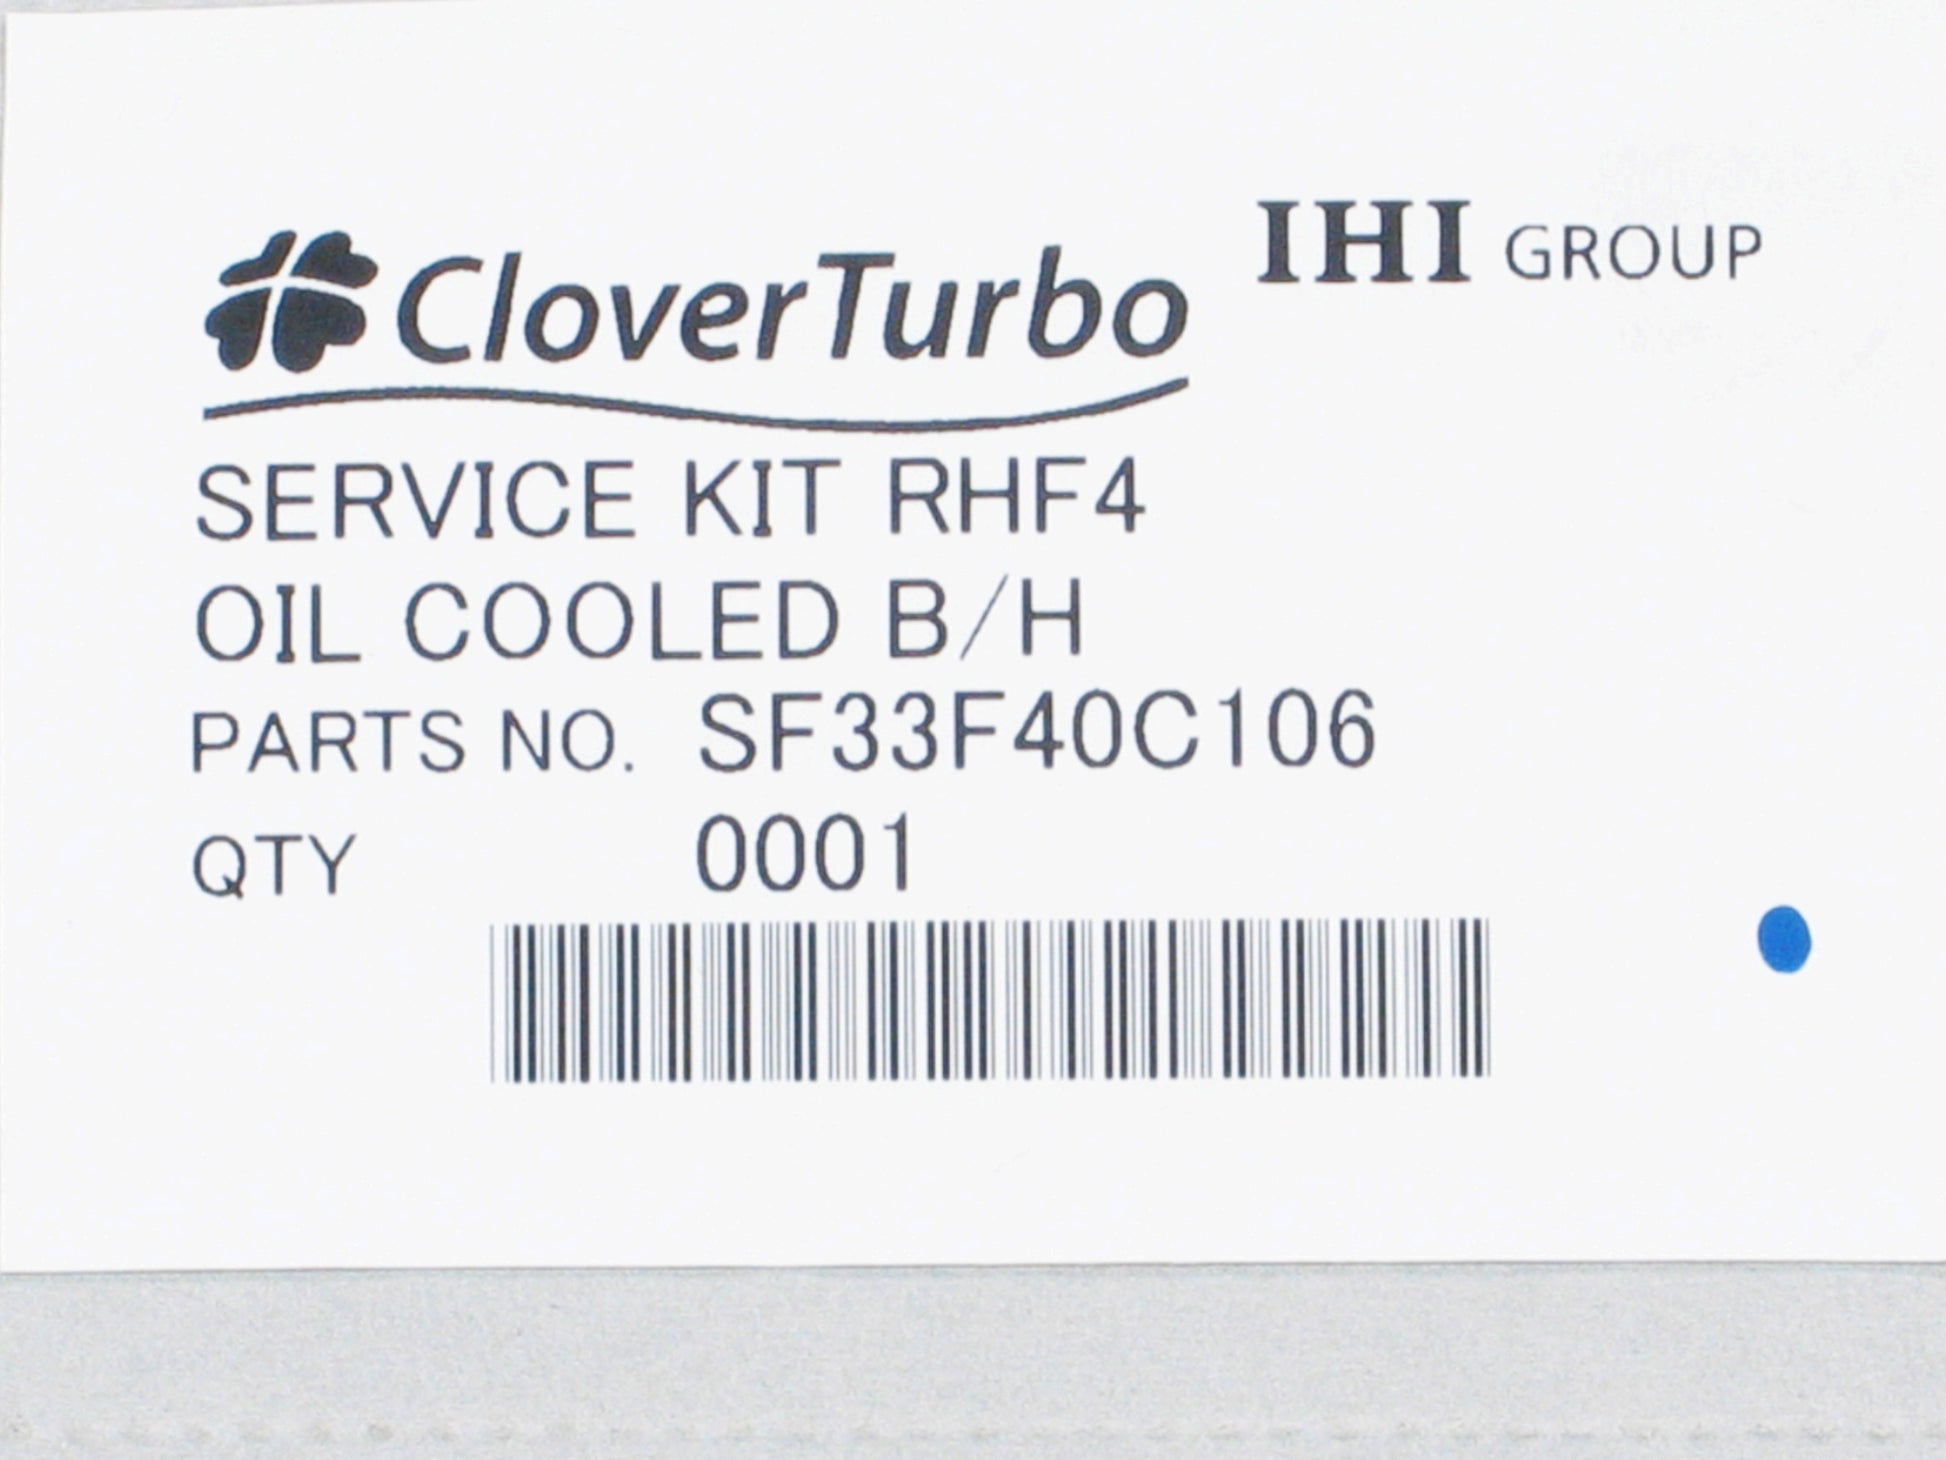 CloverTurbo
IHI GROUP
SERVICE KIT RHF4
OIL COOLED B/H
PARTS NO. SF33F40C106
QTY 0001